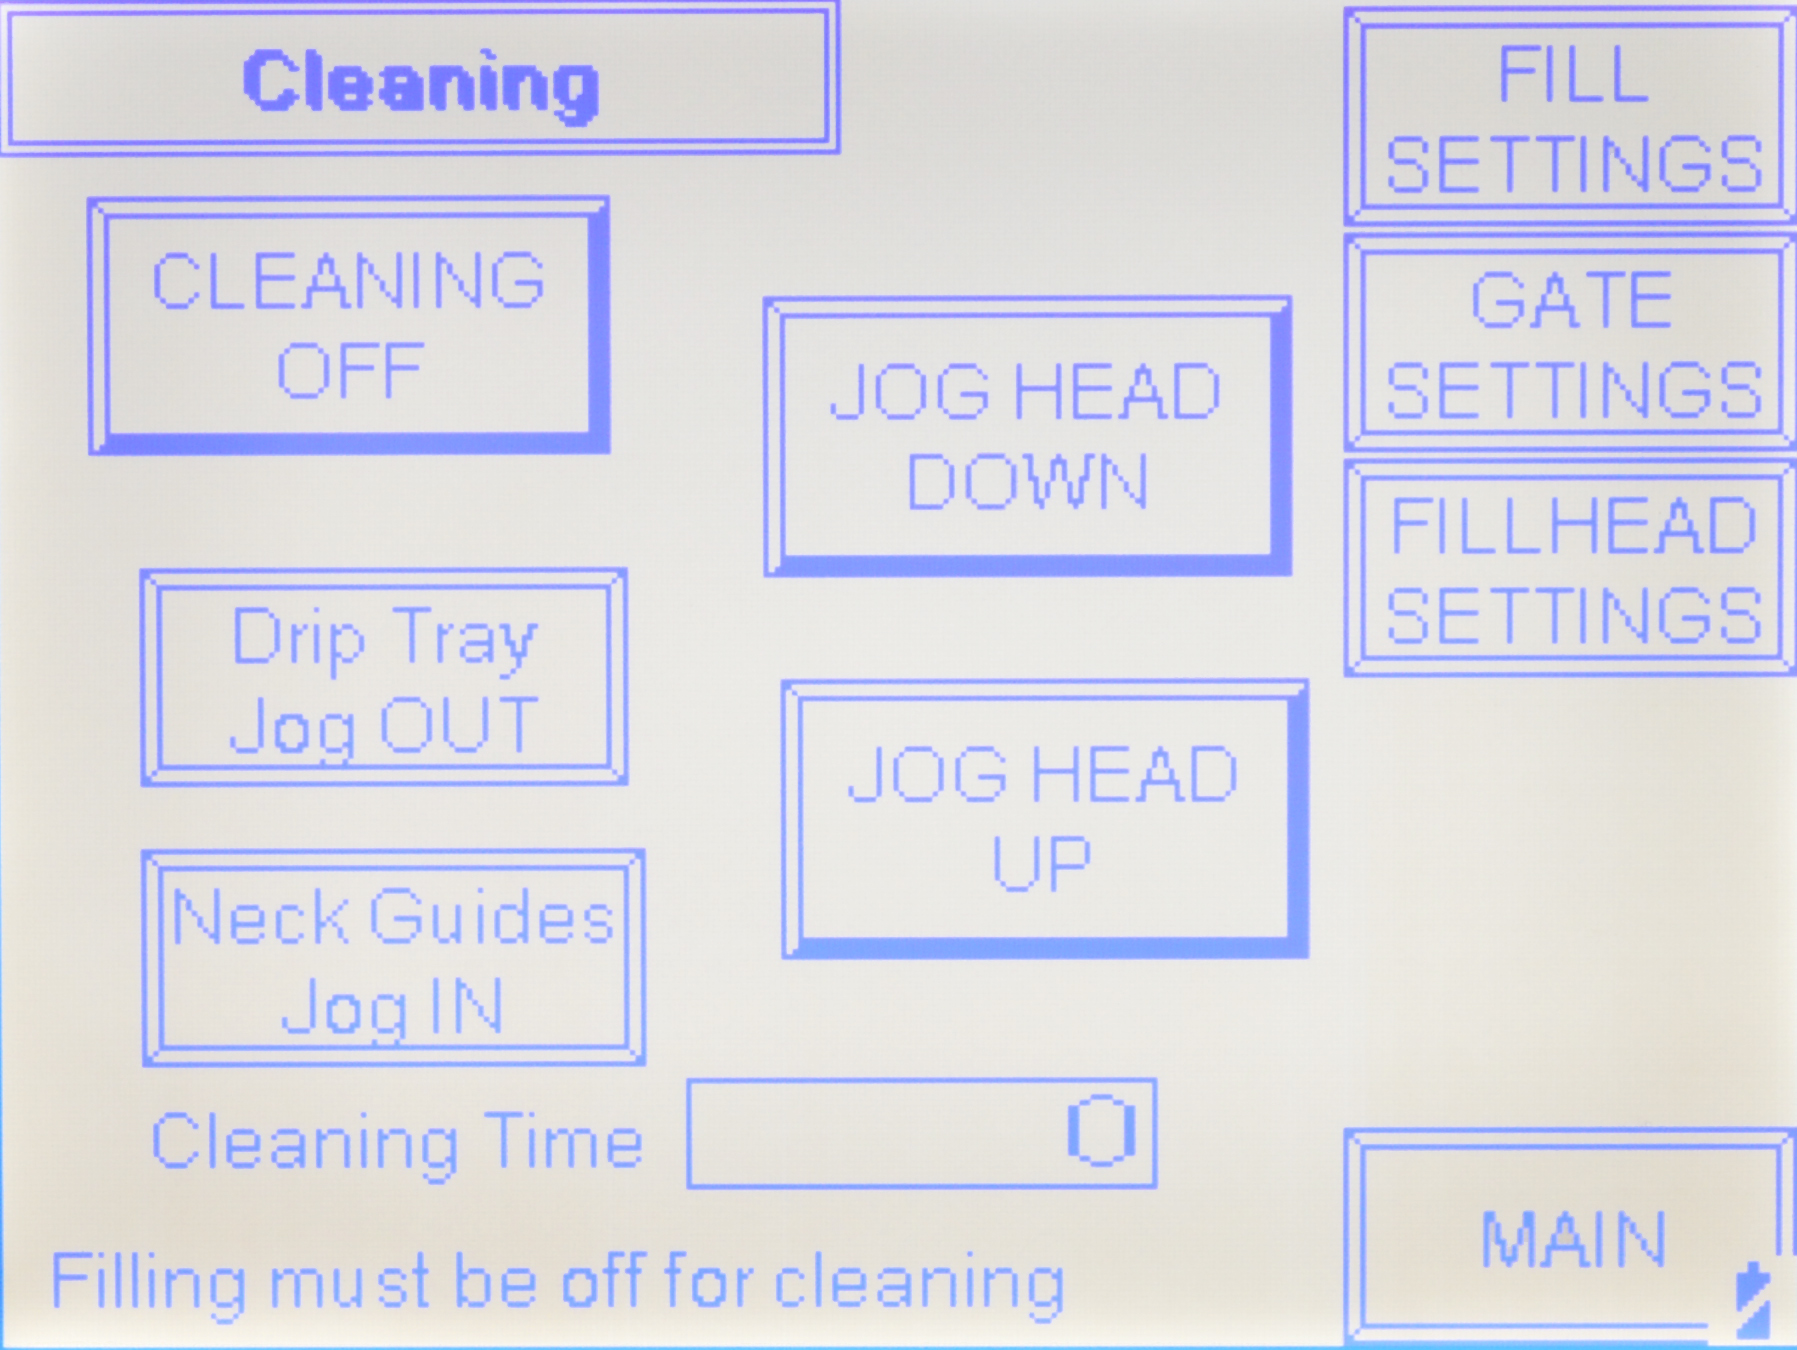 Cleaning
FILL
SETTINGS
CLEANING
OFF
GATE
SETTINGS
JOG HEAD
DOWN
FILLHEAD
SETTINGS
Drip Tray
Jog OUT
JOG HEAD
UP
Neck Guides
Jog IN
Cleaning Time 0
MAIN
Filling must be off for cleaning